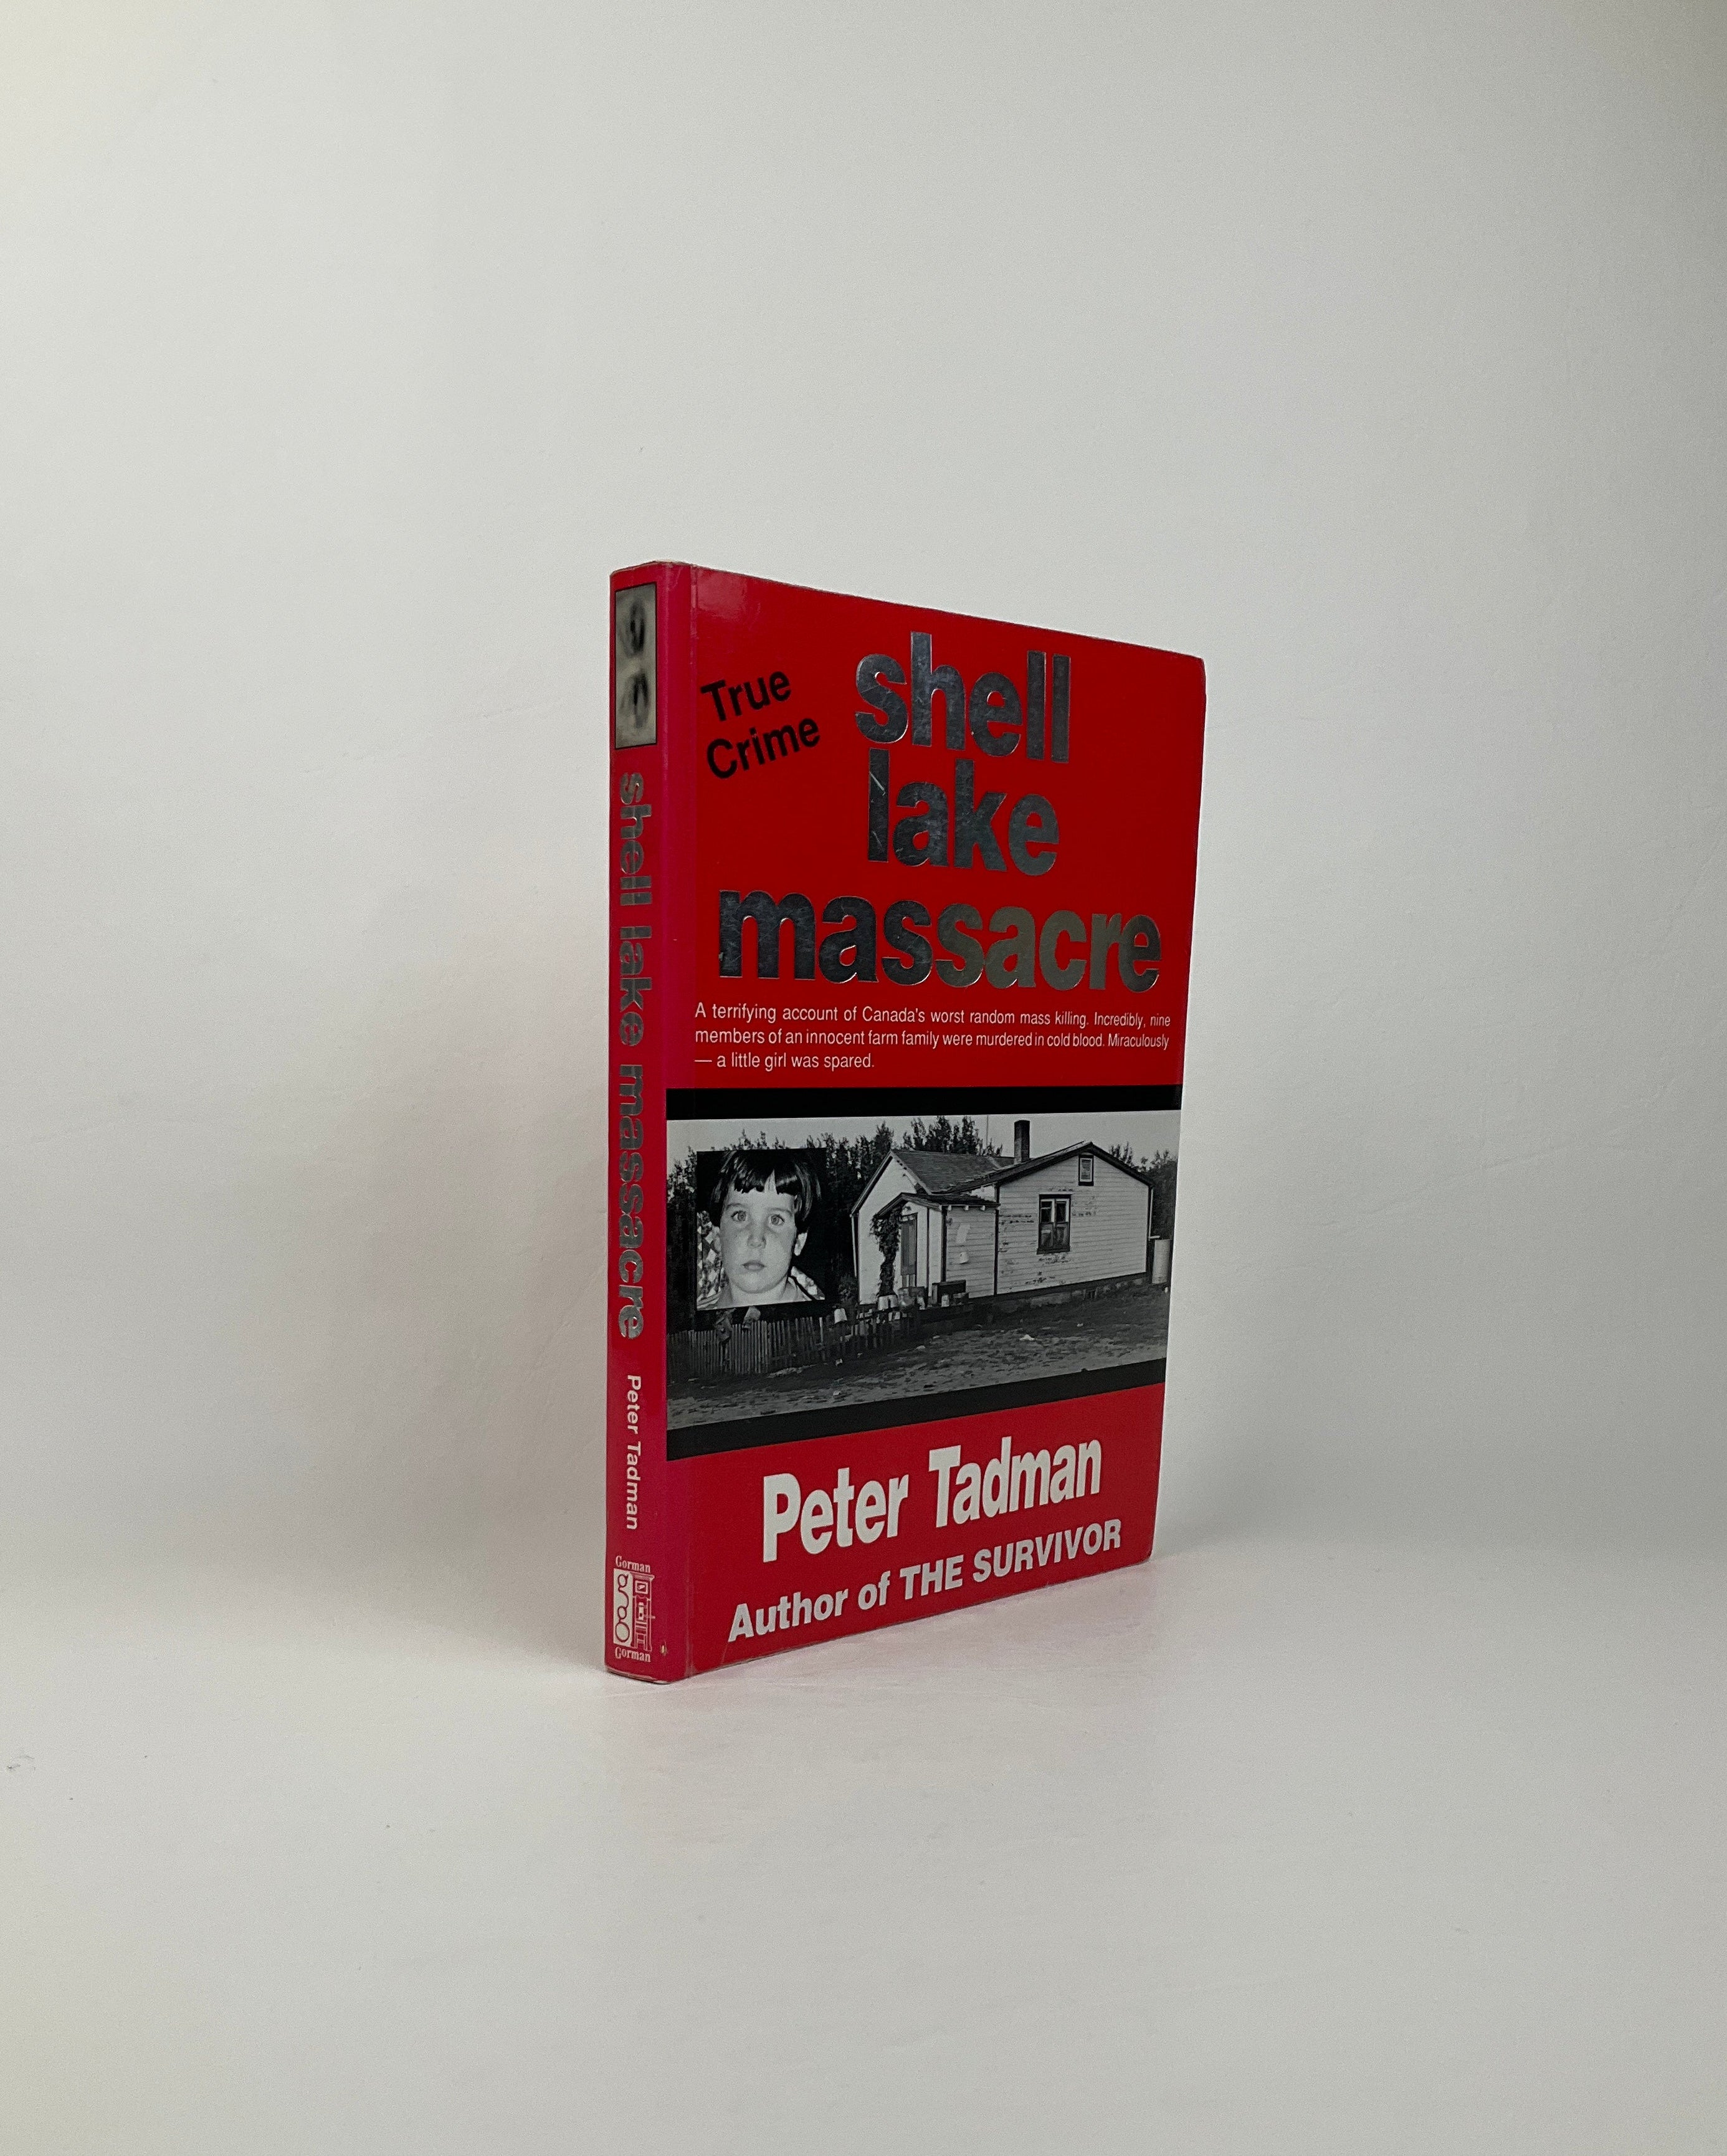 True
Crime
shell
lake
massacre
A terrifying account of Canada's worst random mass killing. Incredibly, nine
members of an innocent farm family were murdered in cold blood. Miraculously
— a little girl was spared.
Peter Tadman
Author of THE SURVIVOR
shell lake massacre
Peter Tadman
Gorman
Gorman